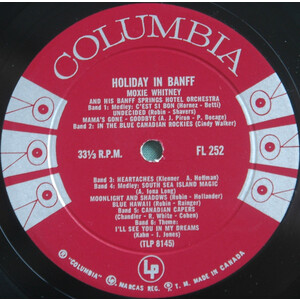 COLUMBIA
HOLIDAY IN BANFF
MOXIE WHITNEY
AND HIS BANFF SPRINGS HOTEL ORCHESTRA
Band 1: Medley: C'EST SI BON (Hornez - Betti)
UNDECIDED (Robin - Shavers)
MAMA'S GONE - GOODBYE (A. J. Piran - P. Bocage)
Band 2: IN THE BLUE CANADIAN ROCKIES (Cindy Walker)
33⅓ R.P.M. FL 252
Band 3: HEARTACHES (Klenner - A. Hoffman)
Band 4: Medley: SOUTH SEA ISLAND MAGIC
(A. Iona Long)
MOONLIGHT AND SHADOWS (Robin - Hollander)
BLUE HAWAII (Robin - Rainger)
Band 5: CANADIAN CAPERS
(Chandler - R. White - Cohen)
Band 6: Theme:
I'LL SEE YOU IN MY DREAMS
(Kahn - I. Jones)
(TLP 8145)
Lp
® "COLUMBIA", MARCAS REG. T. M. MADE IN CANADA